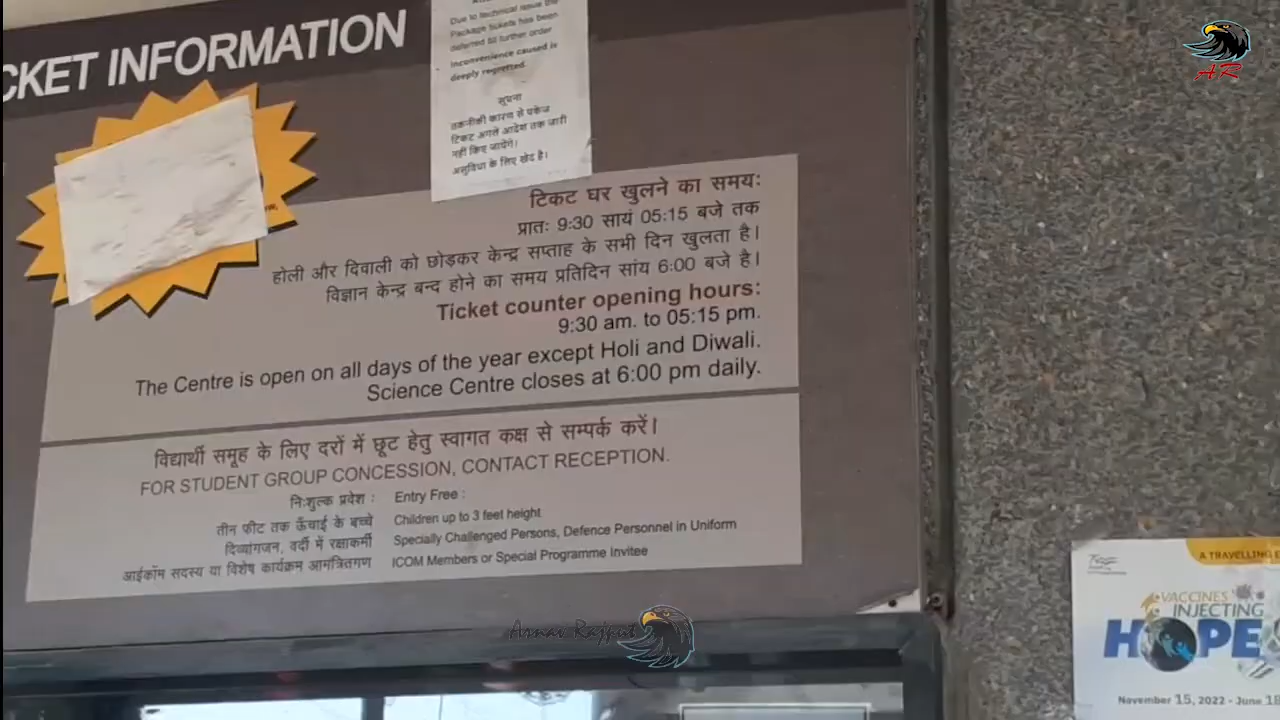 CKET INFORMATION
Due to technical issue the
Package tickets has been
deferred till further order
Inconvenience caused is
deeply regretted.
सूचना
तकनीकी कारण से पकेज
टिकट अगले आदेश तक जारी
नहीं किए जायेंगे।
असुविधा के लिए खेद है।
टिकट घर खुलने का समय:
प्रातः 9:30 सायं 05:15 बजे तक
होली और दिवाली को छोड़कर केन्द्र सप्ताह के सभी दिन खुलता है।
विज्ञान केन्द्र बन्द होने का समय प्रतिदिन सांय 6:00 बजे है।
Ticket counter opening hours:
9:30 am. to 05:15 pm.
The Centre is open on all days of the year except Holi and Diwali.
Science Centre closes at 6:00 pm daily.
विद्यार्थी समूह के लिए दरों में छूट हेतु स्वागत कक्ष से सम्पर्क करें।
FOR STUDENT GROUP CONCESSION, CONTACT RECEPTION.
निःशुल्क प्रवेश : Entry Free :
तीन फीट तक ऊँचाई के बच्चे Children up to 3 feet height
दिव्यांगजन, वर्दी में रक्षाकर्मी Specially Challenged Persons, Defence Personnel in Uniform
आईकॉम सदस्य या विशेष कार्यक्रम आमंत्रितगण ICOM Members or Special Programme Invitee
AR
Arnav Rajput
A TRAVELLING
VACCINES
INJECTING
HOPE
November 15, 2022 - June